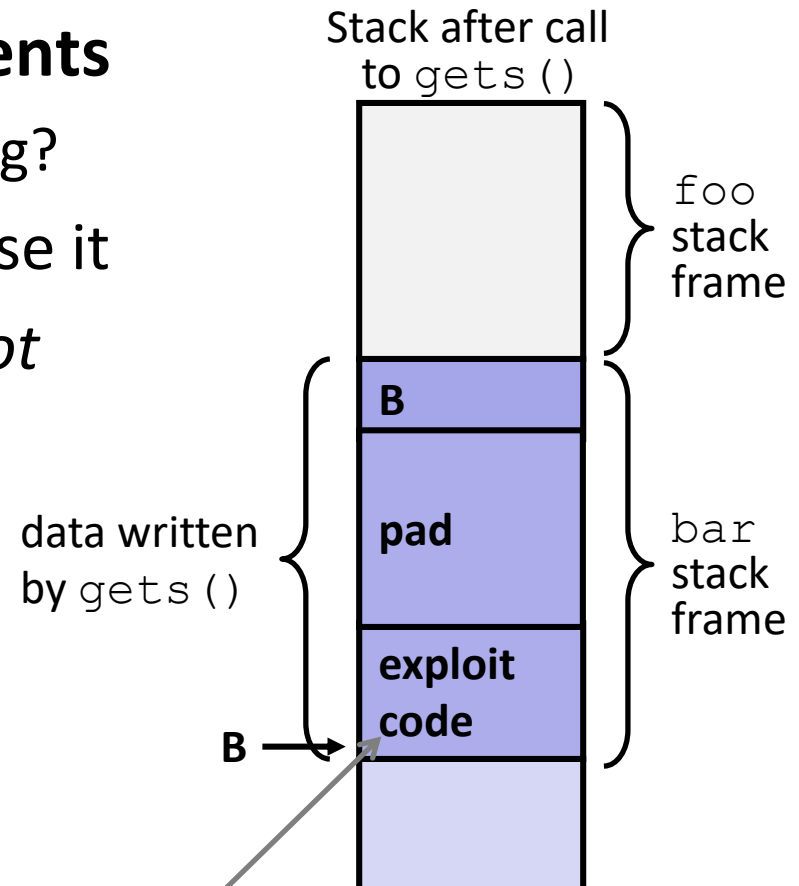 ents
g?
se it
ot
Stack after call
to gets()
foo
stack
frame
B
pad
data written
by gets()
bar
stack
frame
exploit
code
B